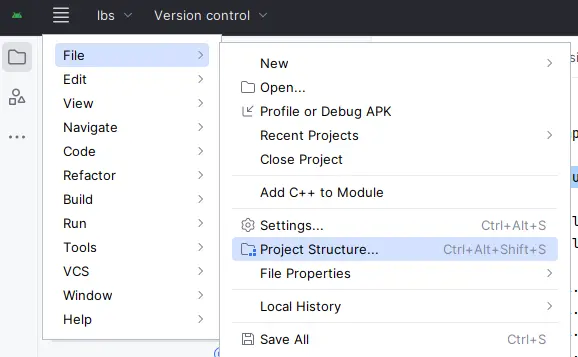 lbs Version control
File
Edit
View
Navigate
Code
Refactor
Build
Run
Tools
VCS
Window
Help
New
Open...
Profile or Debug APK
Recent Projects
Close Project
Add C++ to Module
Settings... Ctrl+Alt+S
Project Structure... Ctrl+Alt+Shift+S
File Properties
Local History
Save All Ctrl+S